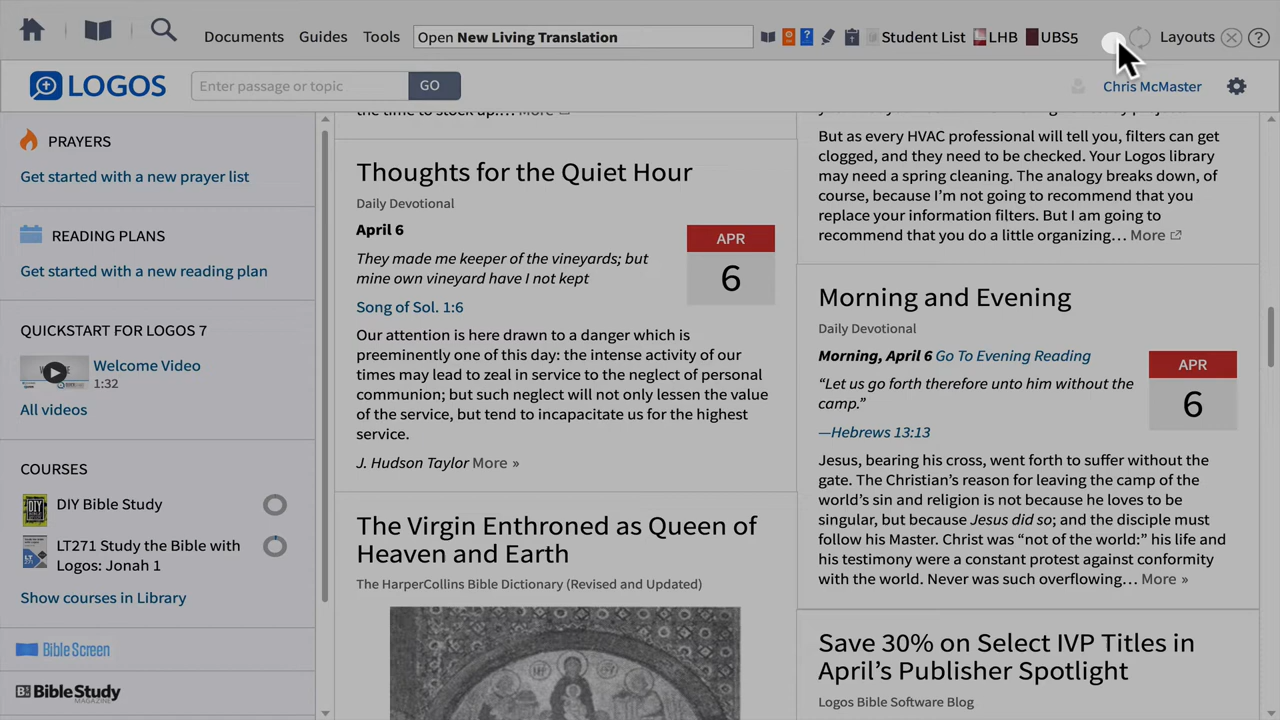 Documents Guides Tools Open New Living Translation Student List LHB UBS5 Layouts
LOGOS Enter passage or topic GO Chris McMaster
PRAYERS
Get started with a new prayer list
READING PLANS
Get started with a new reading plan
QUICKSTART FOR LOGOS 7
Welcome Video
1:32
All videos
COURSES
DIY Bible Study
LT271 Study the Bible with
Logos: Jonah 1
Show courses in Library
Bible Screen
BibleStudy
MAGAZINE
the time to stock up.... More
Thoughts for the Quiet Hour
Daily Devotional
April 6
APR
6
They made me keeper of the vineyards; but
mine own vineyard have I not kept
Song of Sol. 1:6
Our attention is here drawn to a danger which is
preeminently one of this day: the intense activity of our
times may lead to zeal in service to the neglect of personal
communion; but such neglect will not only lessen the value
of the service, but tend to incapacitate us for the highest
service.
J. Hudson Taylor More »
The Virgin Enthroned as Queen of
Heaven and Earth
The HarperCollins Bible Dictionary (Revised and Updated)
But as every HVAC professional will tell you, filters can get
clogged, and they need to be checked. Your Logos library
may need a spring cleaning. The analogy breaks down, of
course, because I’m not going to recommend that you
replace your information filters. But I am going to
recommend that you do a little organizing… More
Morning and Evening
Daily Devotional
Morning, April 6 Go To Evening Reading
APR
6
“Let us go forth therefore unto him without the
camp.”
—Hebrews 13:13
Jesus, bearing his cross, went forth to suffer without the
gate. The Christian’s reason for leaving the camp of the
world’s sin and religion is not because he loves to be
singular, but because Jesus did so; and the disciple must
follow his Master. Christ was “not of the world:” his life and
his testimony were a constant protest against conformity
with the world. Never was such overflowing… More »
Save 30% on Select IVP Titles in
April’s Publisher Spotlight
Logos Bible Software Blog